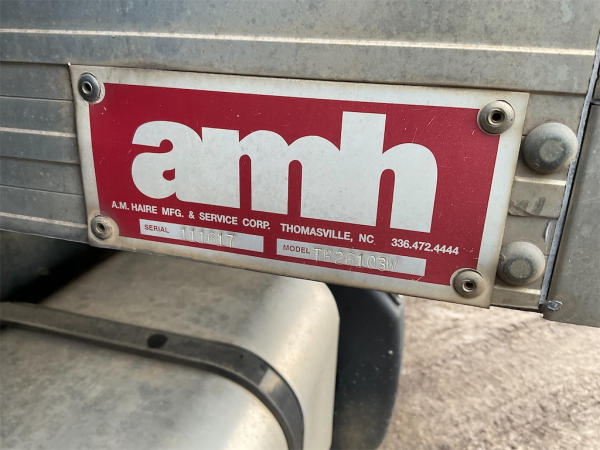 amh
A.M. HAIRE MFG. & SERVICE CORP. THOMASVILLE, NC 336.472.4444
SERIAL MODEL